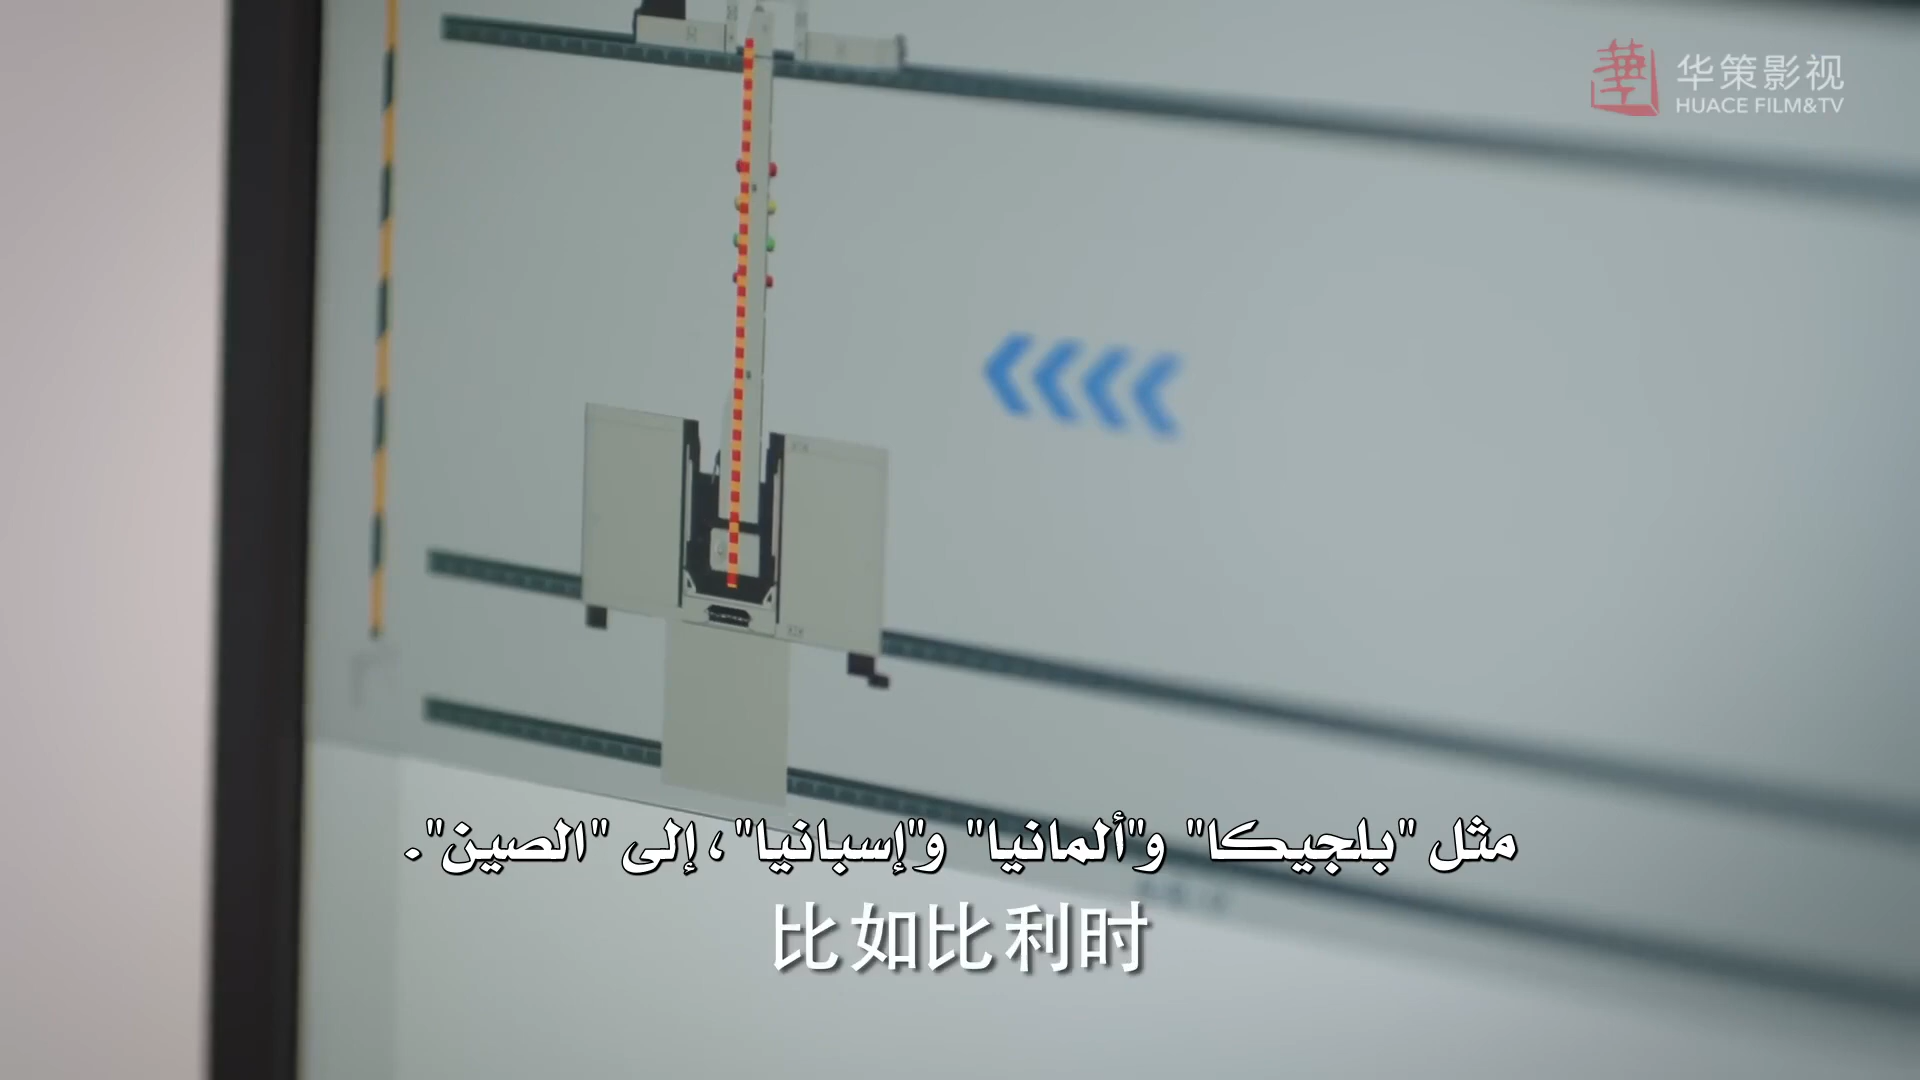 华策影视
HUACE FILM&TV
مثل "بلجيكا" و"ألمانيا" و"إسبانيا"، إلى "الصين".
比如比利时